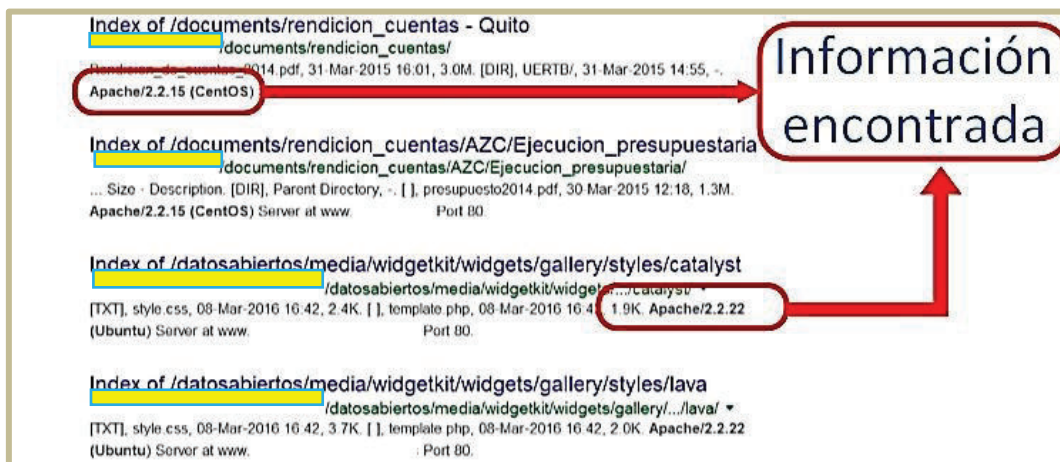 Index of /documents/rendicion_cuentas - Quito
/documents/rendicion_cuentas/
Rendicion_de_cuentas_2014.pdf, 31-Mar-2015 16:01, 3.0M. [DIR], UERTB/, 31-Mar-2015 14:55, -.
Apache/2.2.15 (CentOS)
Información
encontrada
Index of /documents/rendicion_cuentas/AZC/Ejecucion_presupuestaria
/documents/rendicion_cuentas/AZC/Ejecucion_presupuestaria/
... Size - Description. [DIR], Parent Directory, -. [ ], presupuesto2014.pdf, 30-Mar-2015 12:18, 1.3M.
Apache/2.2.15 (CentOS) Server at www. Port 80.
Index of /datosabiertos/media/widgetkit/widgets/gallery/styles/catalyst
/datosabiertos/media/widgetkit/widgets/.../catalyst/
[TXT], style.css, 08-Mar-2016 16:42, 2.4K. [ ], template.php, 08-Mar-2016 16:42, 1.9K. Apache/2.2.22
(Ubuntu) Server at www. Port 80.
Index of /datosabiertos/media/widgetkit/widgets/gallery/styles/lava
/datosabiertos/media/widgetkit/widgets/gallery/.../lava/
[TXT], style.css, 08-Mar-2016 16:42, 3.7K. [ ], template.php, 08-Mar-2016 16:42, 2.0K. Apache/2.2.22
(Ubuntu) Server at www. Port 80.